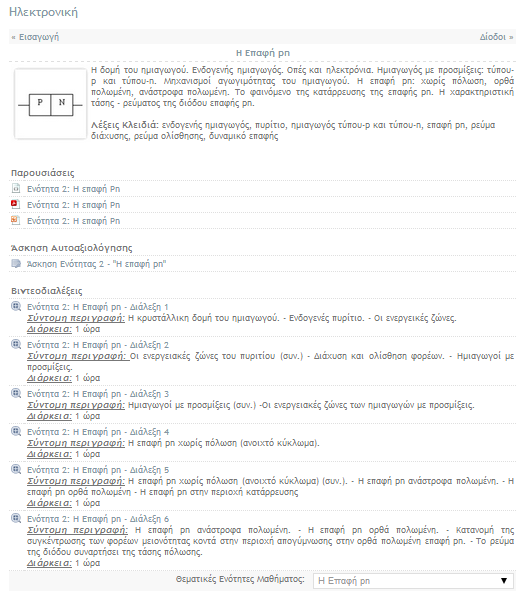 Ηλεκτρονική
« Εισαγωγή
Δίοδοι »
Η Επαφή pn
P N
Η δομή του ημιαγωγού. Ενδογενής ημιαγωγός. Οπές και ηλεκτρόνια. Ημιαγωγός με προσμίξεις: τύπου-
p και τύπου-n. Μηχανισμοί αγωγιμότητας του ημιαγωγού. Η επαφή pn: χωρίς πόλωση, ορθά
πολωμένη, ανάστροφα πολωμένη. Το φαινόμενο της κατάρρευσης της επαφής pn. Η χαρακτηριστική
τάσης - ρεύματος της διόδου επαφής pn.
Λέξεις Κλειδιά: ενδογενής ημιαγωγός, πυρίτιο, ημιαγωγός τύπου-p και τύπου-n, επαφή pn, ρεύμα
διάχυσης, ρεύμα ολίσθησης, δυναμικό επαφής
Παρουσιάσεις
Ενότητα 2: Η επαφή Pn
Ενότητα 2: Η επαφή Pn
Ενότητα 2: Η επαφή Pn
Άσκηση Αυτοαξιολόγησης
Άσκηση Ενότητας 2 - "Η επαφή pn"
Βιντεοδιαλέξεις
Ενότητα 2: Η Επαφή pn - Διάλεξη 1
Σύντομη περιγραφή: Η κρυστάλλικη δομή του ημιαγωγού. - Ενδογενές πυρίτιο. - Οι ενεργεικές ζώνες.
Διάρκεια: 1 ώρα
Ενότητα 2: Η Επαφή pn - Διάλεξη 2
Σύντομη περιγραφή: Οι ενεργειακές ζώνες του πυριτίου (συν.) - Διάχυση και ολίσθηση φορέων. - Ημιαγωγοί με
προσμίξεις.
Διάρκεια: 1 ώρα
Ενότητα 2: Η Επαφή pn - Διάλεξη 3
Σύντομη περιγραφή: Ημιαγωγοί με προσμίξεις (συν.) -Οι ενεργειακές ζώνες των ημιαγωγών με προσμίξεις.
Διάρκεια: 1 ώρα
Ενότητα 2: Η Επαφή pn - Διάλεξη 4
Σύντομη περιγραφή: Η επαφή pn χωρίς πόλωση (ανοιχτό κύκλωμα).
Διάρκεια: 1 ώρα
Ενότητα 2: Η Επαφή pn - Διάλεξη 5
Σύντομη περιγραφή: Η επαφή pn χωρίς πόλωση (ανοιχτό κύκλωμα) (συν.). - Η επαφή pn ανάστροφα πολωμένη. - Η
επαφή pn ορθά πολωμένη - Η επαφή pn στην περιοχή κατάρρευσης
Διάρκεια: 1 ώρα
Ενότητα 2: Η Επαφή pn - Διάλεξη 6
Σύντομη περιγραφή: Η επαφή pn ανάστροφα πολωμένη. - Η επαφή pn ορθά πολωμένη. - Κατανομή της
συγκέντρωσης των φορέων μειονότητας κοντά στην περιοχή απογύμνωσης στην ορθά πολωμένη επαφή pn. - Το ρεύμα
της διόδου συναρτήσει της τάσης πόλωσης.
Διάρκεια: 1 ώρα
Θεματικές Ενότητες Μαθήματος: Η Επαφή pn